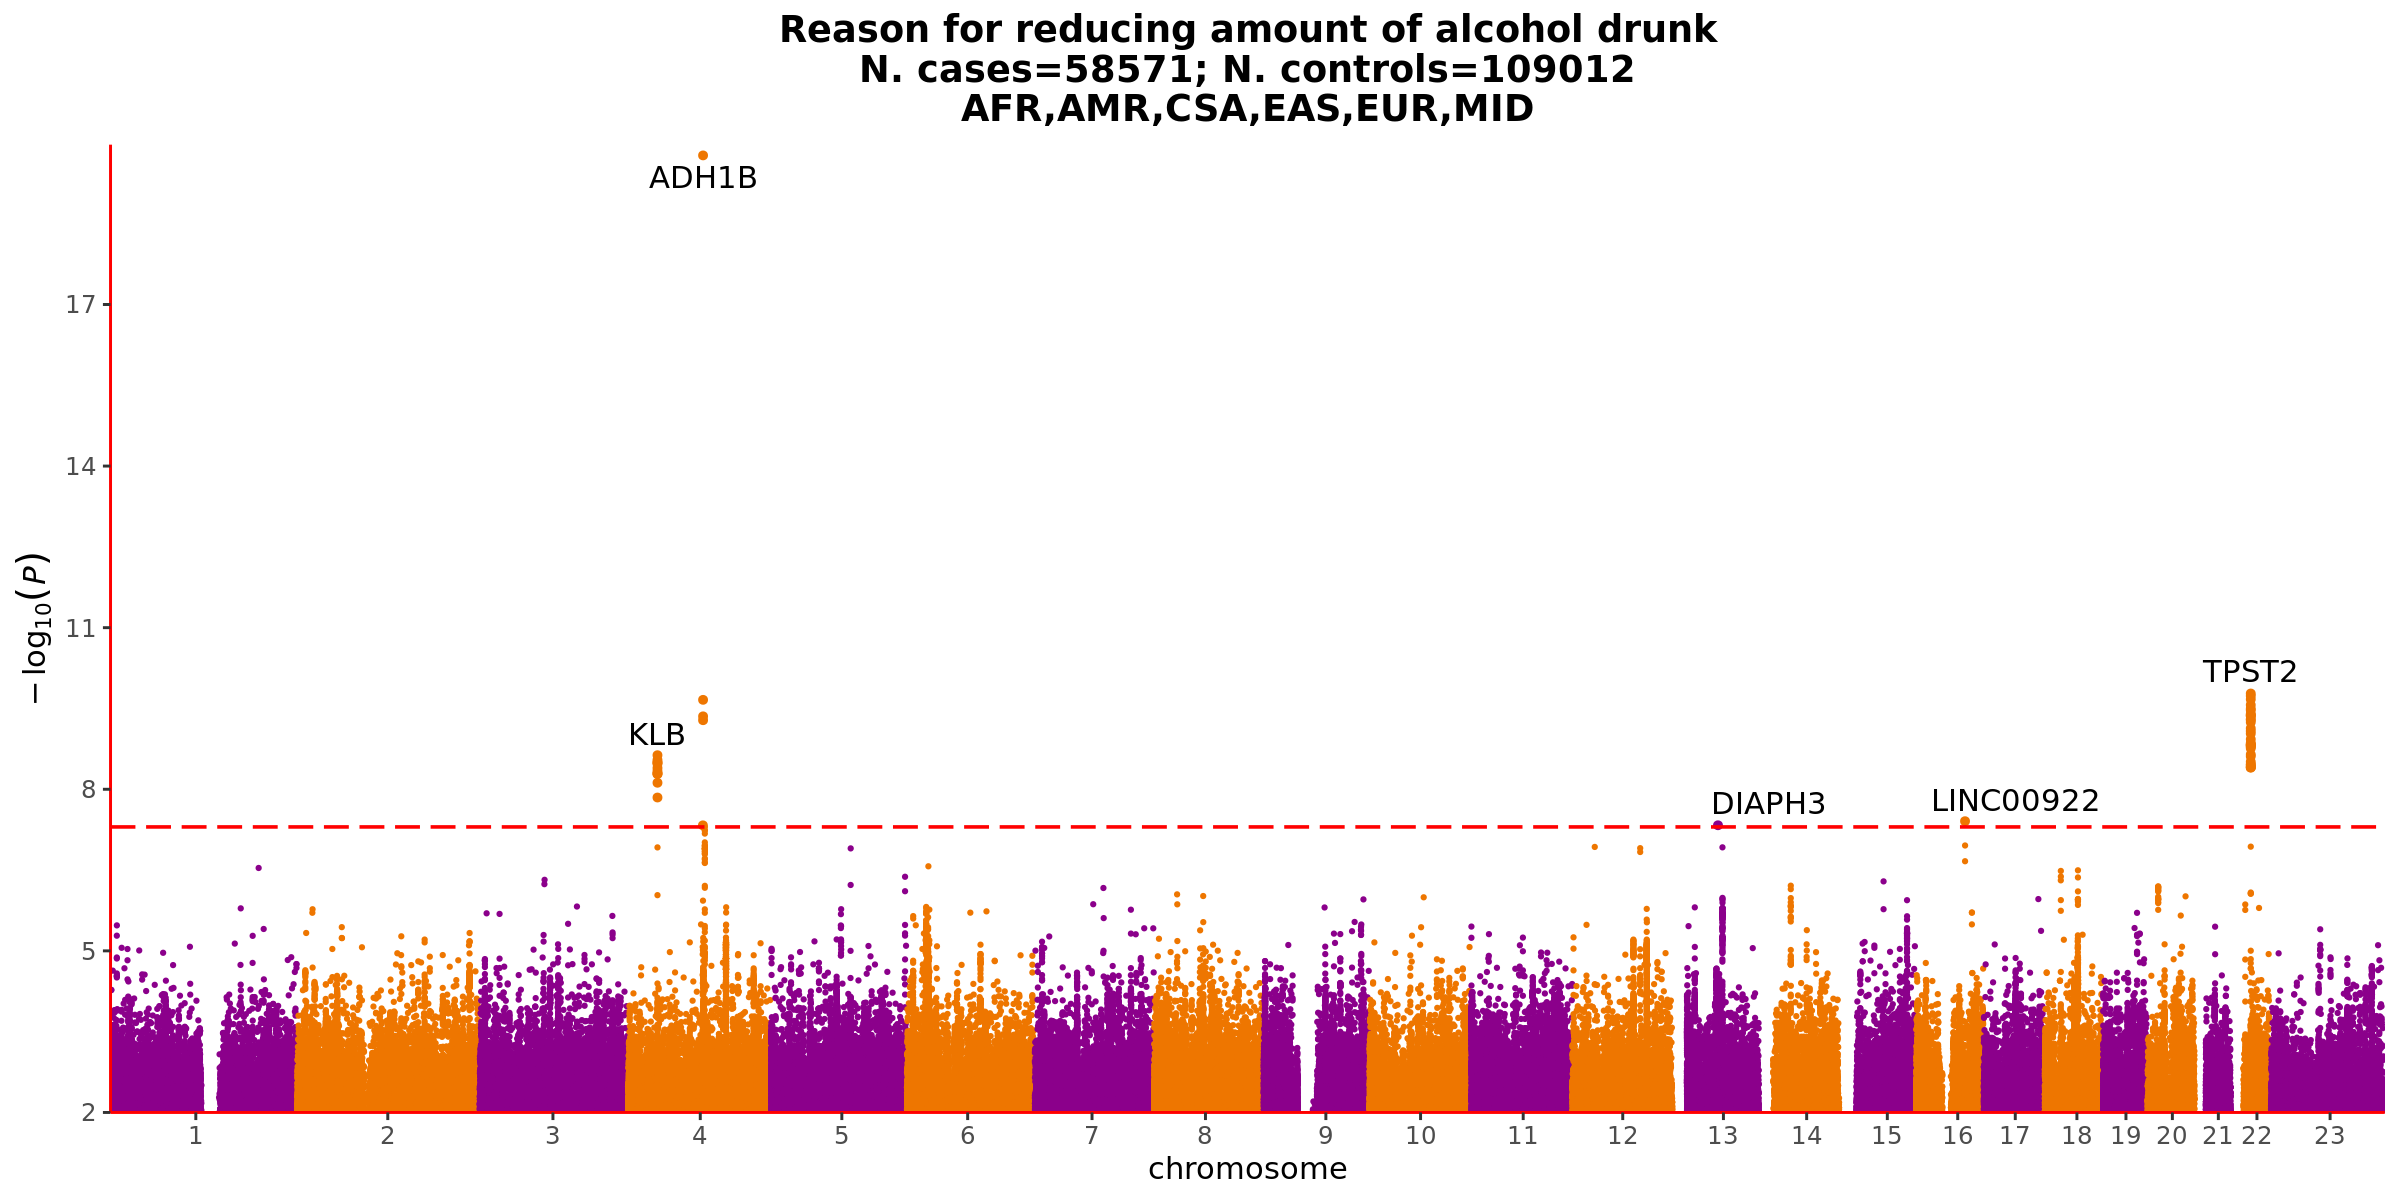 Reason for reducing amount of alcohol drunk
N. cases=58571; N. controls=109012
AFR,AMR,CSA,EAS,EUR,MID
ADH1B
17
14
−log10(P)
11
TPST2
KLB
8
DIAPH3
LINC00922
5
2
1 2 3 4 5 6 7 8 9 10 11 12 13 14 15 16 17 18 19 20 21 22 23
chromosome